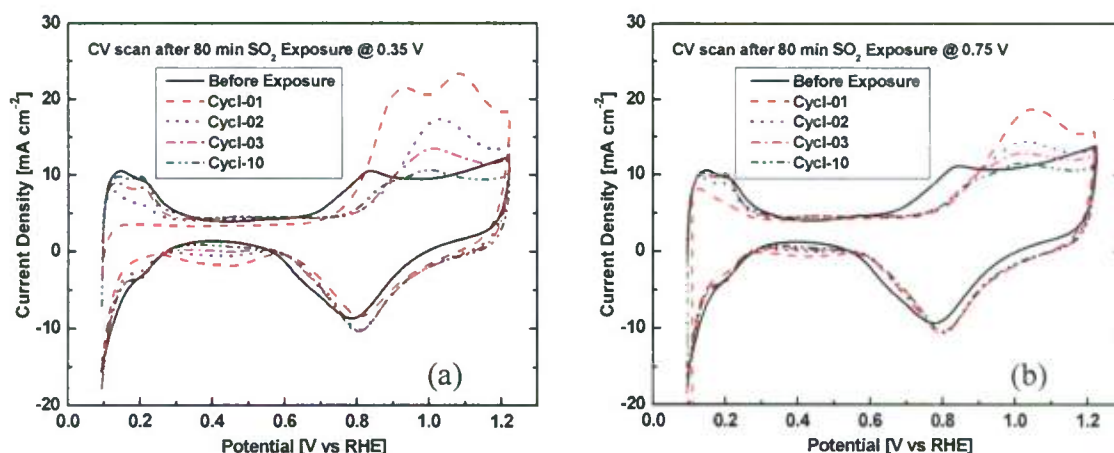 CV scan after 80 min SO₂ Exposure @ 0.35 V
Before Exposure
Cycl-01
Cycl-02
Cycl-03
Cycl-10
30
20
10
0
-10
-20
Current Density [mA cm⁻²]
0.0 0.2 0.4 0.6 0.8 1.0 1.2
Potential [V vs RHE]
(a)
CV scan after 80 min SO₂ Exposure @ 0.75 V
Before Exposure
Cycl-01
Cycl-02
Cycl-03
Cycl-10
30
20
10
0
-10
-20
Current Density [mA cm⁻²]
0.0 0.2 0.4 0.6 0.8 1.0 1.2
Potential [V vs RHE]
(b)